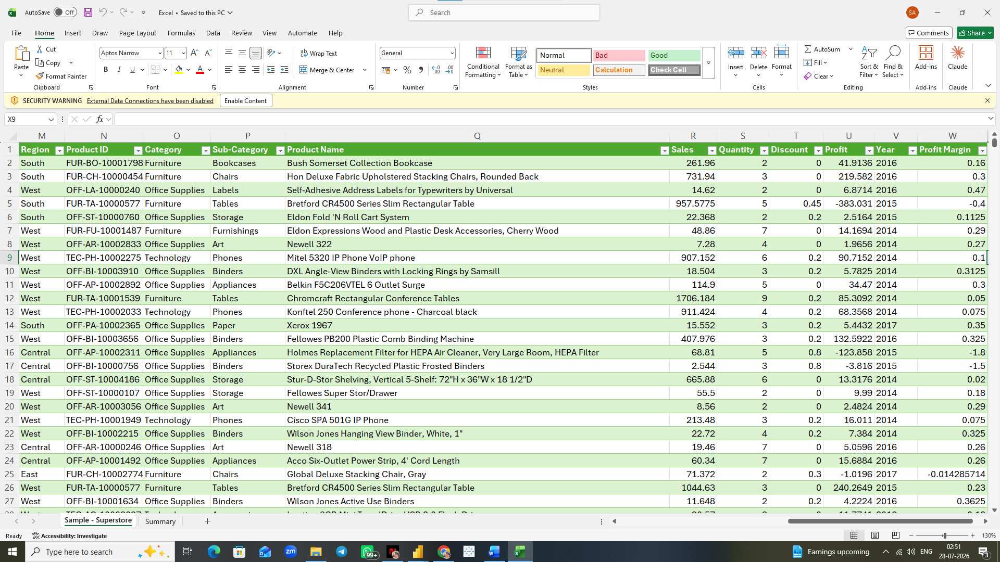 AutoSave Off Excel • Saved to this PC Search SA
File Home Insert Draw Page Layout Formulas Data Review View Automate Help Comments Share
Paste Cut Copy Format Painter Clipboard
Aptos Narrow 11 B I U Font
Wrap Text Merge & Center Alignment
General Number
Conditional Formatting Format as Table Normal Bad Good Neutral Calculation Check Cell Styles
Insert Delete Format Cells
AutoSum Fill Clear Sort & Filter Find & Select Editing
Add-ins Add-ins
Claude Claude
SECURITY WARNING External Data Connections have been disabled Enable Content
X9 fx
M N O P Q R S T U V W
1 Region Product ID Category Sub-Category Product Name Sales Quantity Discount Profit Year Profit Margin
2 South FUR-BO-10001798 Furniture Bookcases Bush Somerset Collection Bookcase 261.96 2 0 41.9136 2016 0.16
3 South FUR-CH-10000454 Furniture Chairs Hon Deluxe Fabric Upholstered Stacking Chairs, Rounded Back 731.94 3 0 219.582 2016 0.3
4 West OFF-LA-10000240 Office Supplies Labels Self-Adhesive Address Labels for Typewriters by Universal 14.62 2 0 6.8714 2016 0.47
5 South FUR-TA-10000577 Furniture Tables Bretford CR4500 Series Slim Rectangular Table 957.5775 5 0.45 -383.031 2015 -0.4
6 South OFF-ST-10000760 Office Supplies Storage Eldon Fold 'N Roll Cart System 22.368 2 0.2 2.5164 2015 0.1125
7 West FUR-FU-10001487 Furniture Furnishings Eldon Expressions Wood and Plastic Desk Accessories, Cherry Wood 48.86 7 0 14.1694 2014 0.29
8 West OFF-AR-10002833 Office Supplies Art Newell 322 7.28 4 0 1.9656 2014 0.27
9 West TEC-PH-10002275 Technology Phones Mitel 5320 IP Phone VoIP phone 907.152 6 0.2 90.7152 2014 0.1
10 West OFF-BI-10003910 Office Supplies Binders DXL Angle-View Binders with Locking Rings by Samsill 18.504 3 0.2 5.7825 2014 0.3125
11 West OFF-AP-10002892 Office Supplies Appliances Belkin F5C206VTEL 6 Outlet Surge 114.9 5 0 34.47 2014 0.3
12 West FUR-TA-10001539 Furniture Tables Chromcraft Rectangular Conference Tables 1706.184 9 0.2 85.3092 2014 0.05
13 West TEC-PH-10002033 Technology Phones Konftel 250 Conference phone - Charcoal black 911.424 4 0.2 68.3568 2014 0.075
14 South OFF-PA-10002365 Office Supplies Paper Xerox 1967 15.552 3 0.2 5.4432 2017 0.35
15 West OFF-BI-10003656 Office Supplies Binders Fellowes PB200 Plastic Comb Binding Machine 407.976 3 0.2 132.5922 2016 0.325
16 Central OFF-AP-10002311 Office Supplies Appliances Holmes Replacement Filter for HEPA Air Cleaner, Very Large Room, HEPA Filter 68.81 5 0.8 -123.858 2015 -1.8
17 Central OFF-BI-10000756 Office Supplies Binders Storex DuraTech Recycled Plastic Frosted Binders 2.544 3 0.8 -3.816 2015 -1.5
18 Central OFF-ST-10004186 Office Supplies Storage Stur-D-Stor Shelving, Vertical 5-Shelf: 72"H x 36"W x 18 1/2"D 665.88 6 0 13.3176 2014 0.02
19 West OFF-ST-10000107 Office Supplies Storage Fellowes Super Stor/Drawer 55.5 2 0 9.99 2014 0.18
20 West OFF-AR-10003056 Office Supplies Art Newell 341 8.56 2 0 2.4824 2014 0.29
21 West TEC-PH-10001949 Technology Phones Cisco SPA 501G IP Phone 213.48 3 0.2 16.011 2014 0.075
22 West OFF-BI-10002215 Office Supplies Binders Wilson Jones Hanging View Binder, White, 1" 22.72 4 0.2 7.384 2014 0.325
23 Central OFF-AR-10000246 Office Supplies Art Newell 318 19.46 7 0 5.0596 2016 0.26
24 Central OFF-AP-10001492 Office Supplies Appliances Acco Six-Outlet Power Strip, 4' Cord Length 60.34 7 0 15.6884 2016 0.26
25 East FUR-CH-10002774 Furniture Chairs Global Deluxe Stacking Chair, Gray 71.372 2 0.3 -1.0196 2017 -0.014285714
26 West FUR-TA-10000577 Furniture Tables Bretford CR4500 Series Slim Rectangular Table 1044.63 3 0 240.2649 2015 0.23
27 West OFF-BI-10001634 Office Supplies Binders Wilson Jones Active Use Binders 11.648 2 0.2 4.2224 2016 0.3625
Sample - Superstore Summary
Ready Accessibility: Investigate 130%
Type here to search zm 99+ Earnings upcoming ENG 02:51
28-07-2026 3